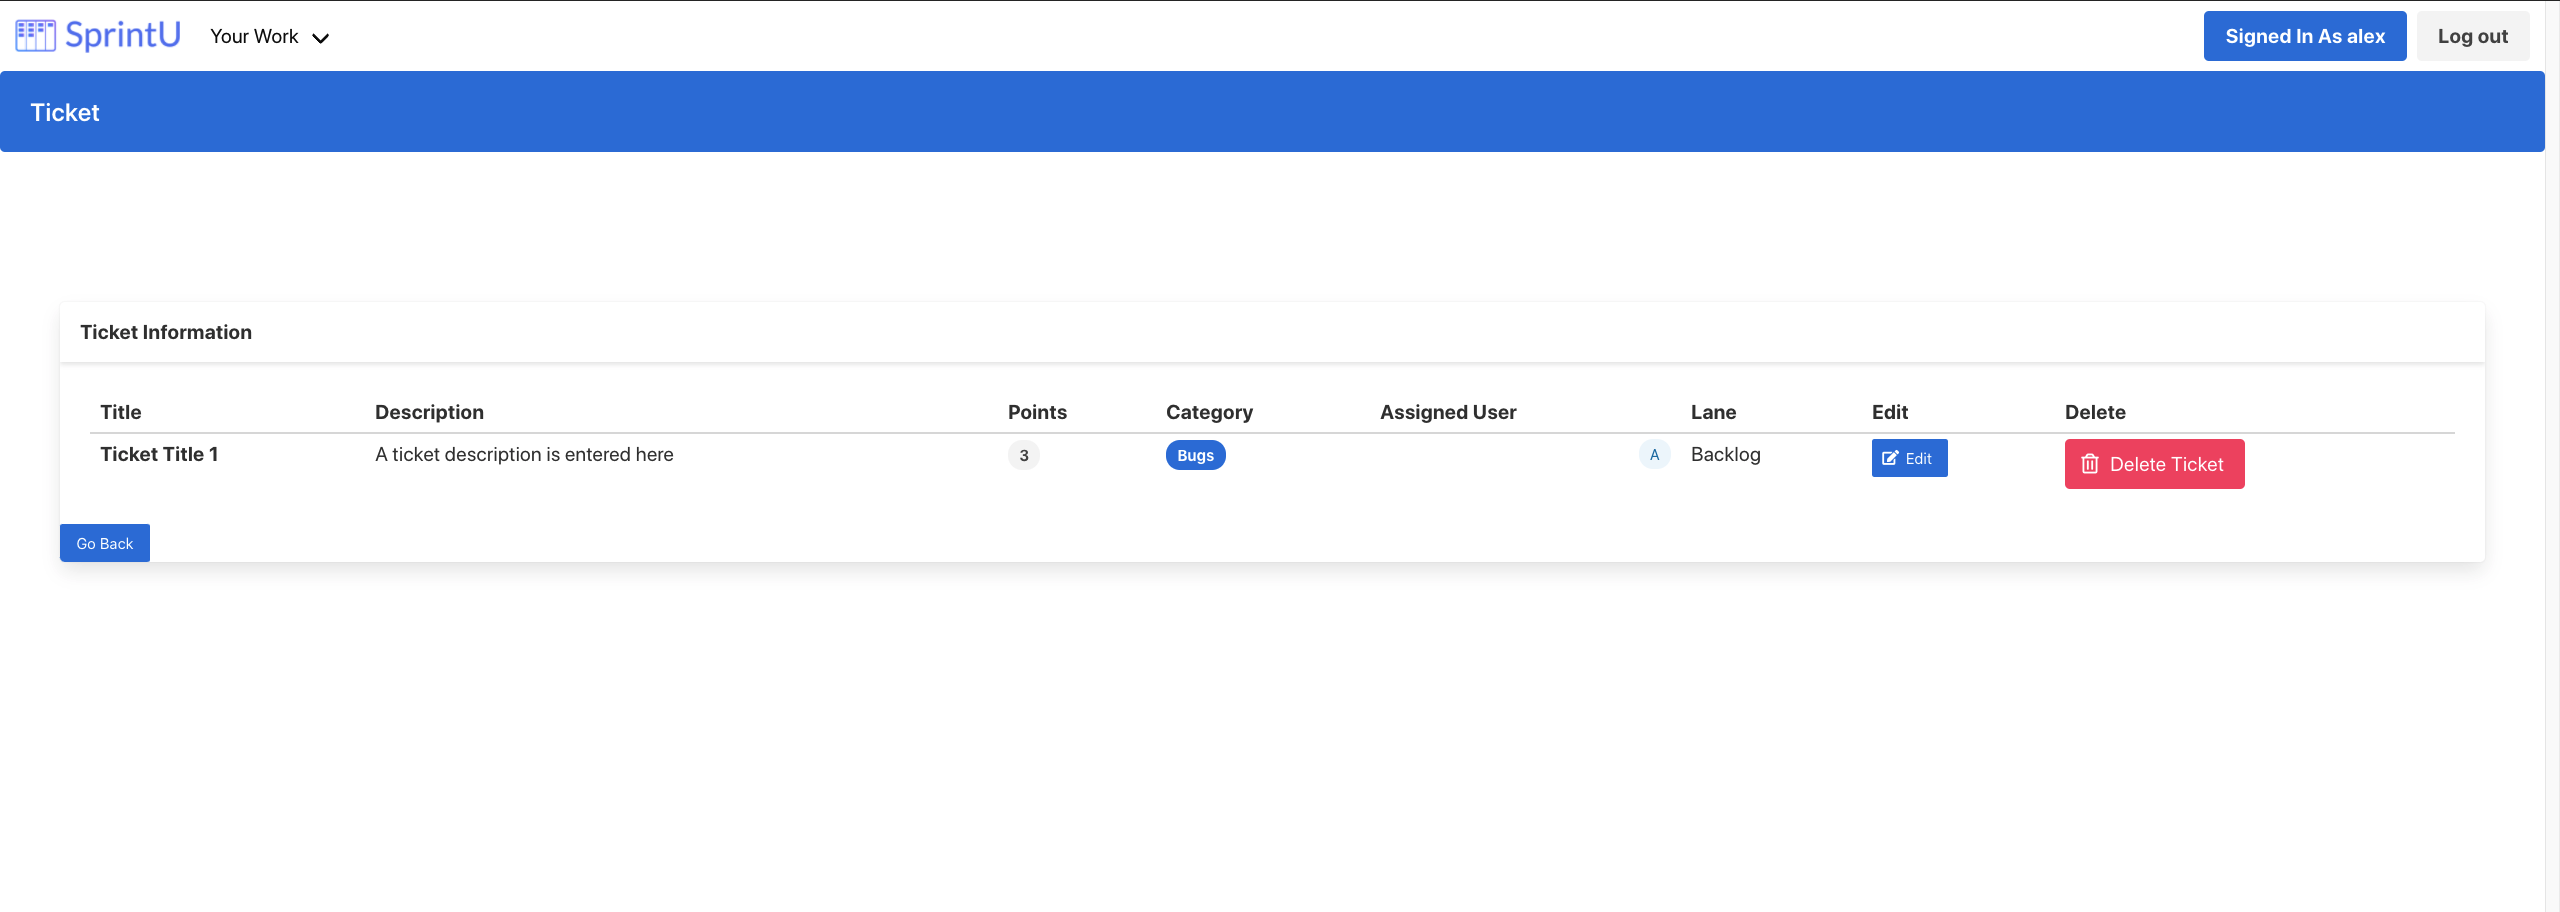 SprintU Your Work Signed In As alex Log out
Ticket
Ticket Information
Title Description Points Category Assigned User Lane Edit Delete
Ticket Title 1 A ticket description is entered here 3 Bugs A Backlog Edit Delete Ticket
Go Back